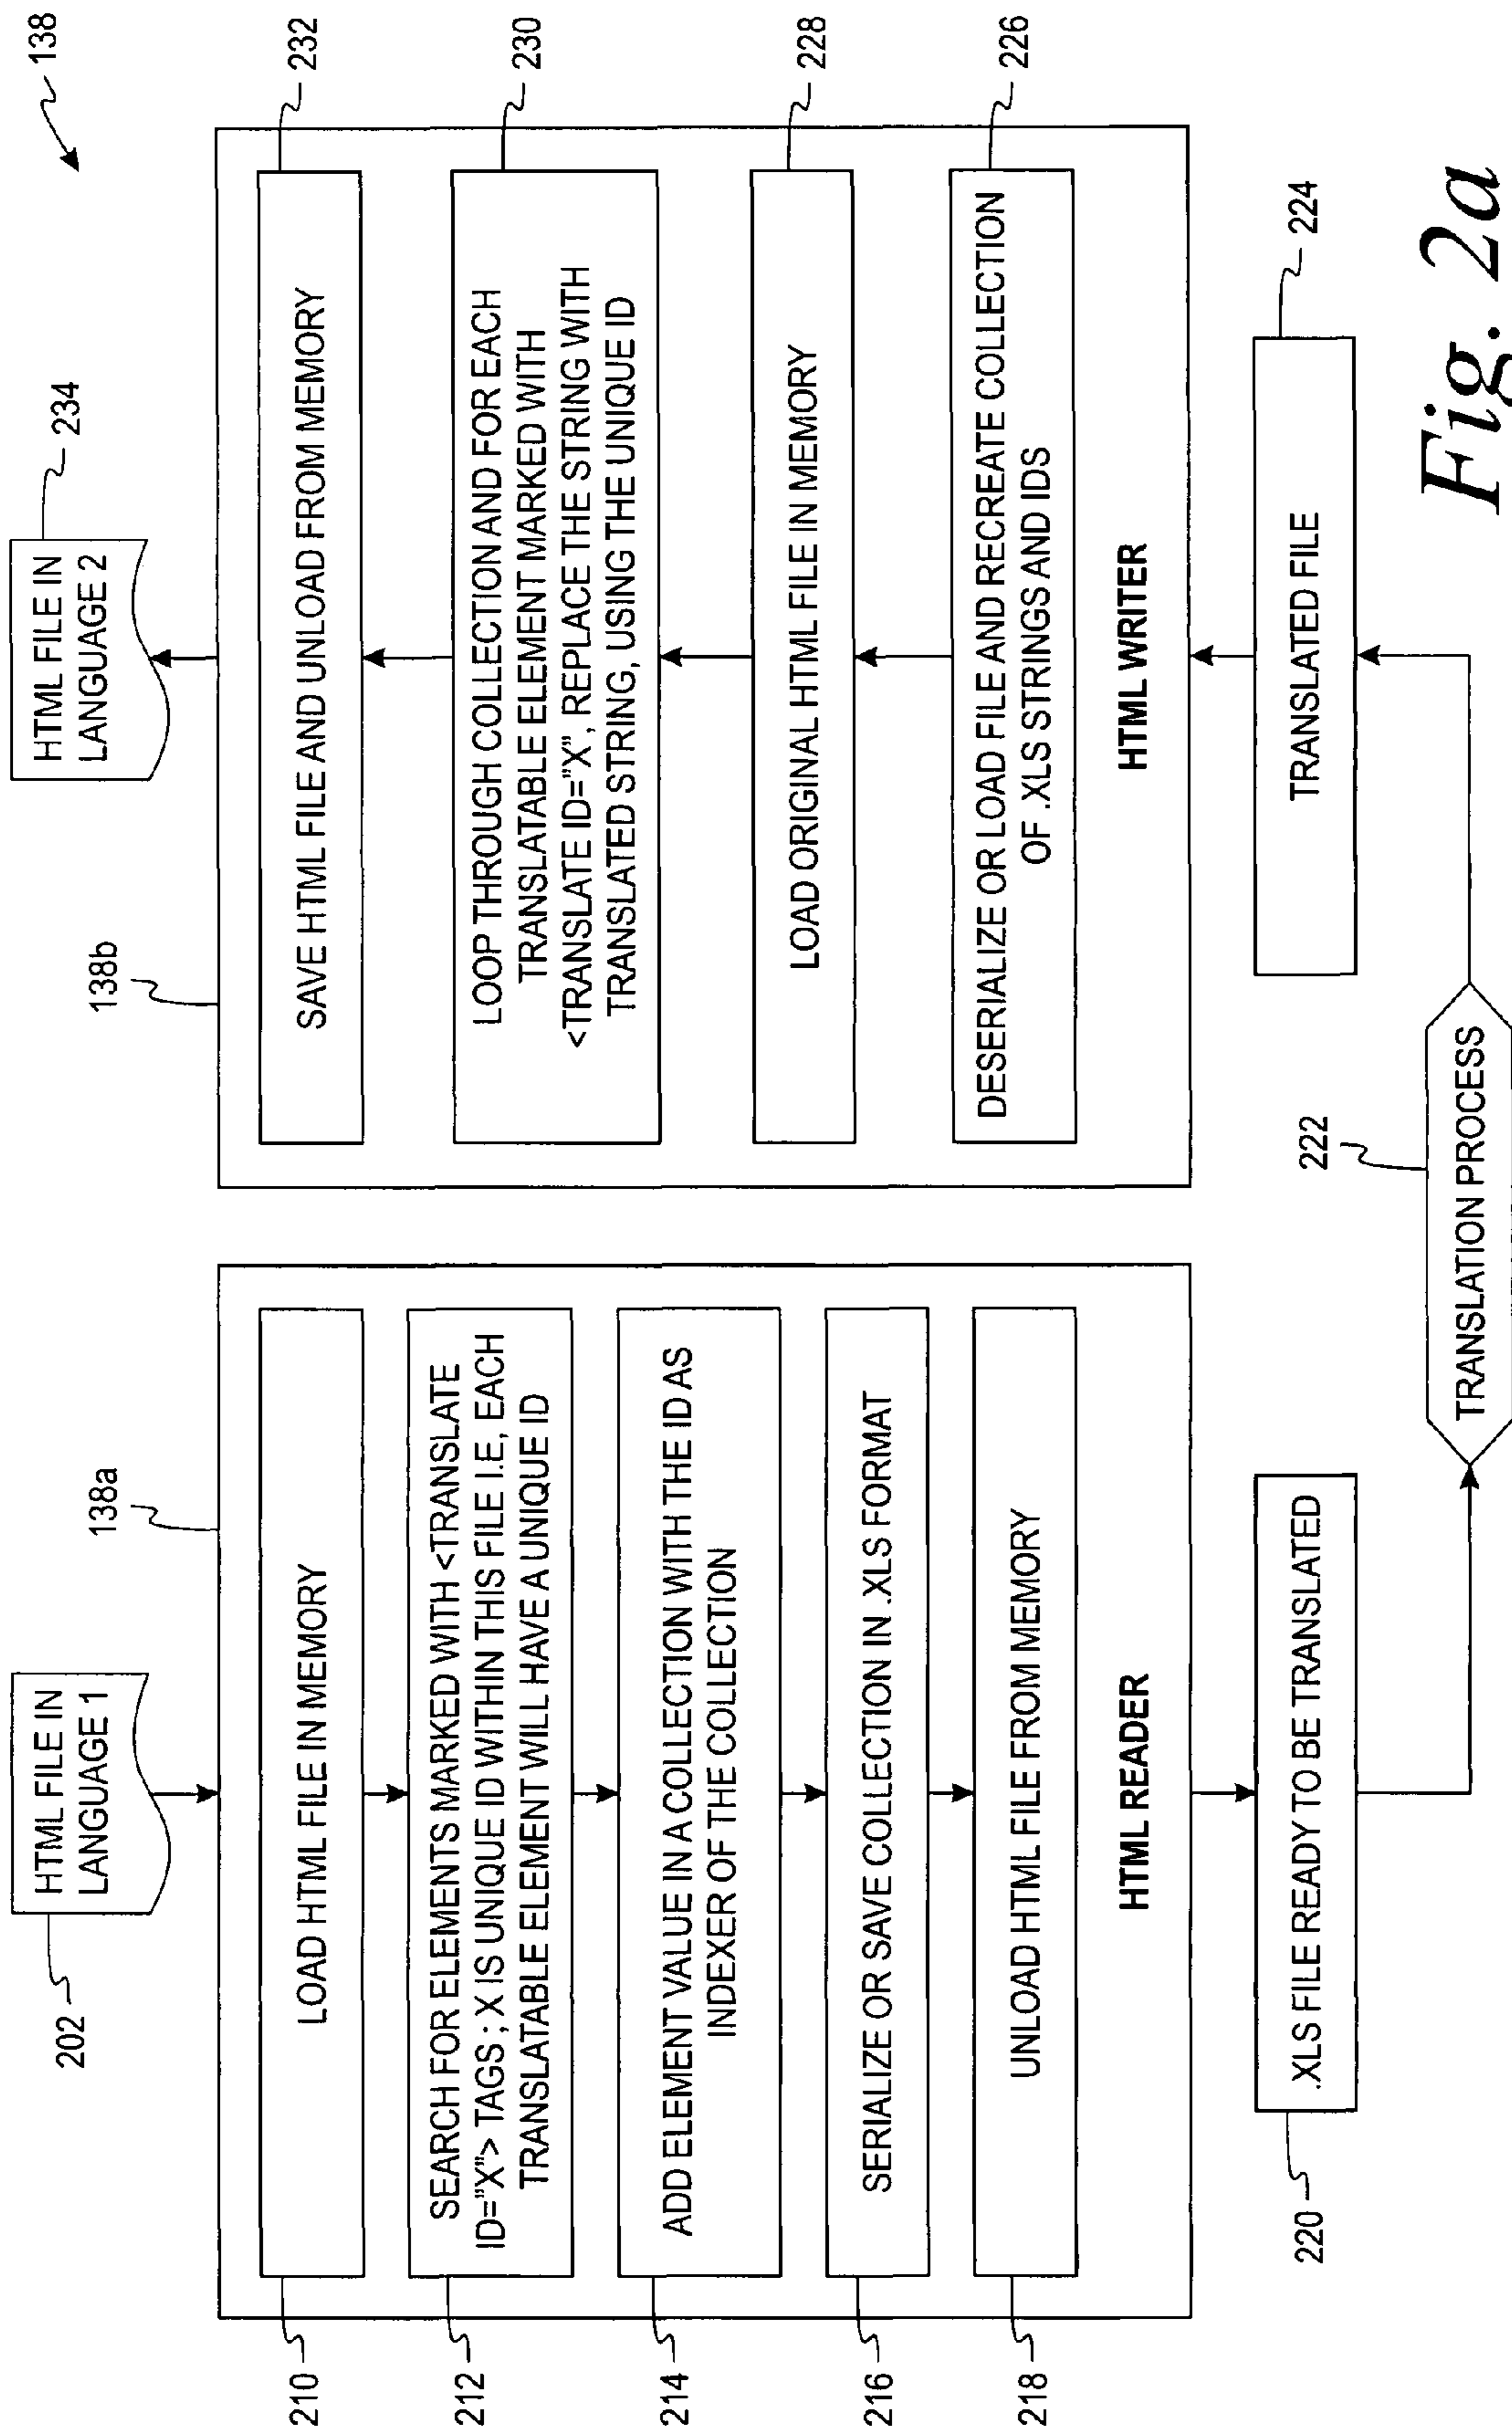 138
202
HTML FILE IN
LANGUAGE 1
138a
210
LOAD HTML FILE IN MEMORY
212
SEARCH FOR ELEMENTS MARKED WITH <TRANSLATE
ID="X"> TAGS ; X IS UNIQUE ID WITHIN THIS FILE I.E, EACH
TRANSLATABLE ELEMENT WILL HAVE A UNIQUE ID
214
ADD ELEMENT VALUE IN A COLLECTION WITH THE ID AS
INDEXER OF THE COLLECTION
216
SERIALIZE OR SAVE COLLECTION IN .XLS FORMAT
218
UNLOAD HTML FILE FROM MEMORY
HTML READER
220
.XLS FILE READY TO BE TRANSLATED
222
TRANSLATION PROCESS
HTML FILE IN
LANGUAGE 2
234
138b
SAVE HTML FILE AND UNLOAD FROM MEMORY
232
LOOP THROUGH COLLECTION AND FOR EACH
TRANSLATABLE ELEMENT MARKED WITH
<TRANSLATE ID="X", REPLACE THE STRING WITH
TRANSLATED STRING, USING THE UNIQUE ID
230
LOAD ORIGINAL HTML FILE IN MEMORY
228
DESERIALIZE OR LOAD FILE AND RECREATE COLLECTION
OF .XLS STRINGS AND IDS
226
HTML WRITER
TRANSLATED FILE
224
Fig. 2a